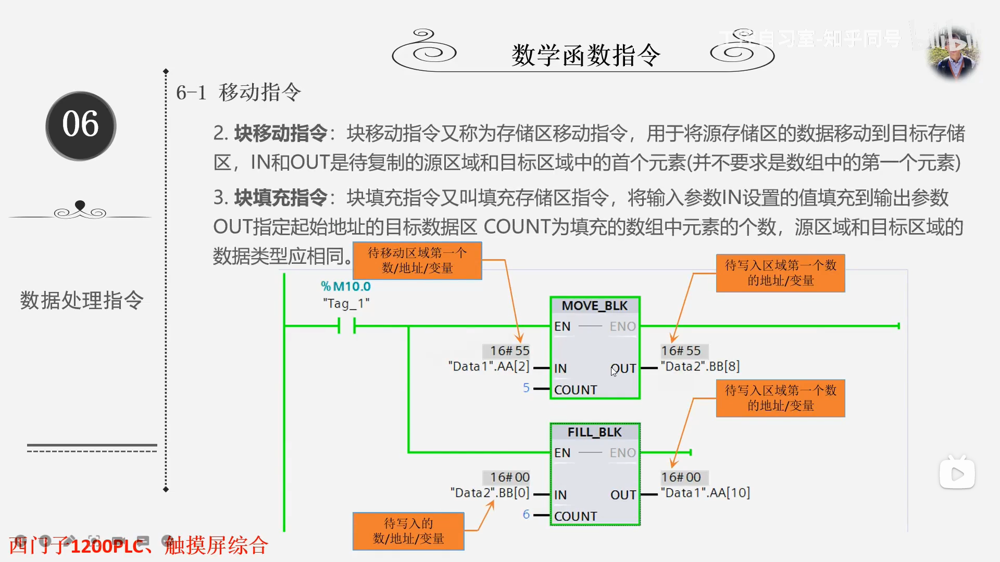 数学函数指令
自习室-知乎同号
6-1 移动指令
06
2. 块移动指令：块移动指令又称为存储区移动指令，用于将源存储区的数据移动到目标存储
区，IN和OUT是待复制的源区域和目标区域中的首个元素(并不要求是数组中的第一个元素)
3. 块填充指令：块填充指令又叫填充存储区指令，将输入参数IN设置的值填充到输出参数
OUT指定起始地址的目标数据区 COUNT为填充的数组中元素的个数，源区域和目标区域的
数据类型应相同。
数据处理指令
待移动区域第一个
数/地址/变量
待写入区域第一个数
的地址/变量
%M10.0
"Tag_1"
MOVE_BLK
EN
ENO
16#55
"Data1".AA[2]
IN
OUT
16#55
"Data2".BB[8]
5
COUNT
待写入区域第一个数
的地址/变量
FILL_BLK
EN
ENO
16#00
"Data2".BB[0]
IN
OUT
16#00
"Data1".AA[10]
6
COUNT
待写入的
数/地址/变量
西门子1200PLC、触摸屏综合